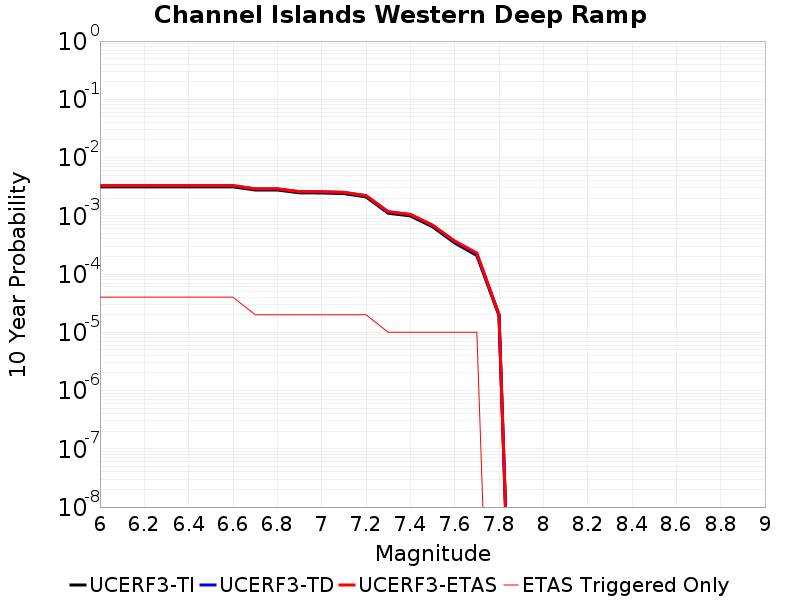 Channel Islands Western Deep Ramp
10 Year Probability
10^0
10^-1
10^-2
10^-3
10^-4
10^-5
10^-6
10^-7
10^-8
6 6.2 6.4 6.6 6.8 7 7.2 7.4 7.6 7.8 8 8.2 8.4 8.6 8.8 9
Magnitude
UCERF3-TI UCERF3-TD UCERF3-ETAS ETAS Triggered Only